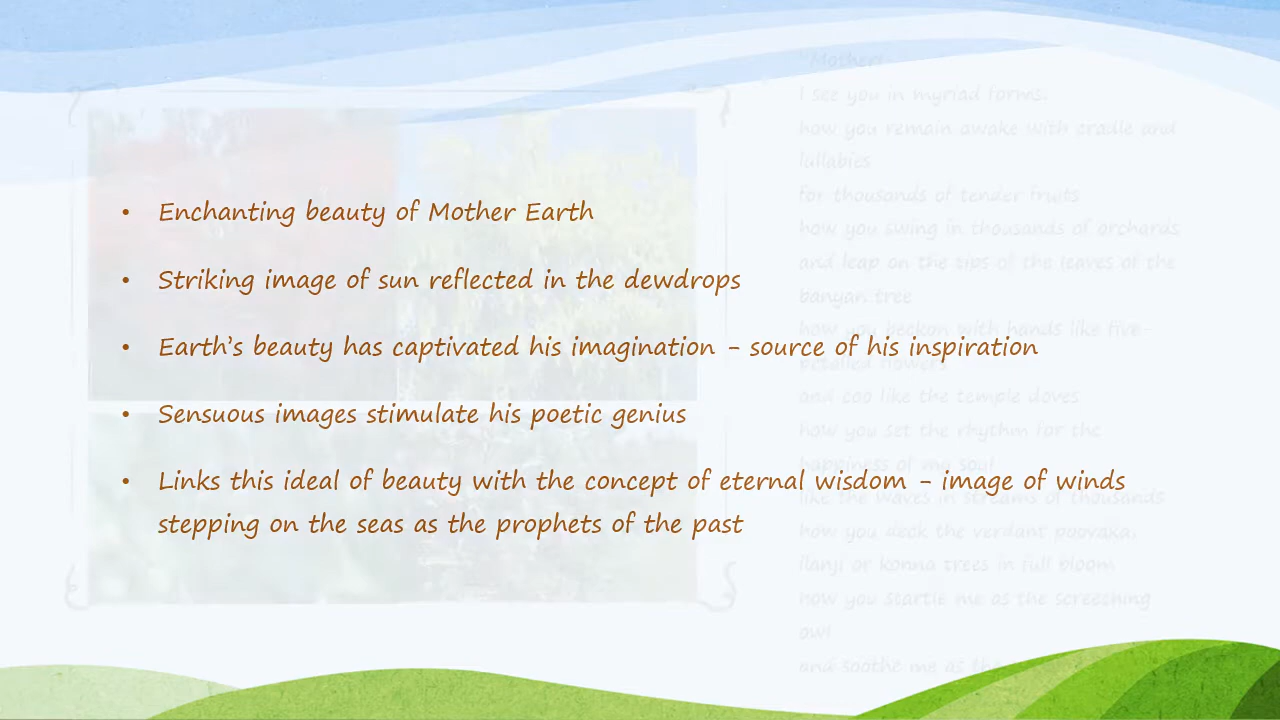 • Enchanting beauty of Mother Earth
• Striking image of sun reflected in the dewdrops
• Earth's beauty has captivated his imagination – source of his inspiration
• Sensuous images stimulate his poetic genius
• Links this ideal of beauty with the concept of eternal wisdom – image of winds
stepping on the seas as the prophets of the past
"Mother!
I see you in myriad forms.
how you remain awake with cradle and
lullabies
for thousands of tender fruits
how you swing in thousands of orchards
and leap on the tips of the leaves of the
banyan tree
how you beckon with hands like five-
petalled flowers
and coo like the temple doves
how you set the rhythm for the
happiness of my soul
like the waves in streams of thousands
how you deck the verdant poovaka,
ilanji or konna trees in full bloom
how you startle me as the screeching
owl
and soothe me as the